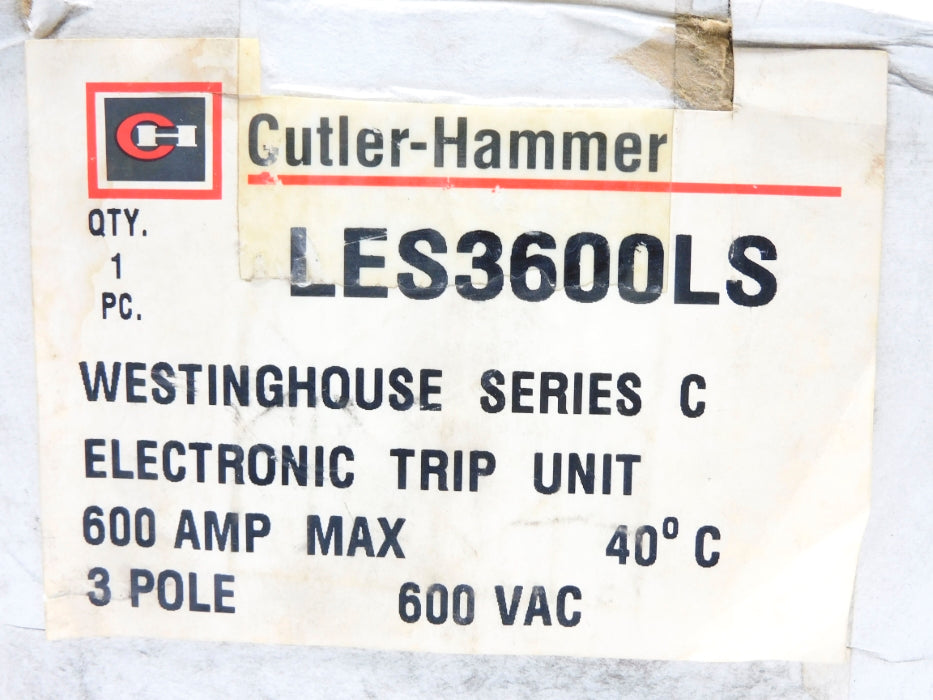 CH Cutler-Hammer
QTY.
1
PC.
LES3600LS
WESTINGHOUSE SERIES C
ELECTRONIC TRIP UNIT
600 AMP MAX 40° C
3 POLE 600 VAC